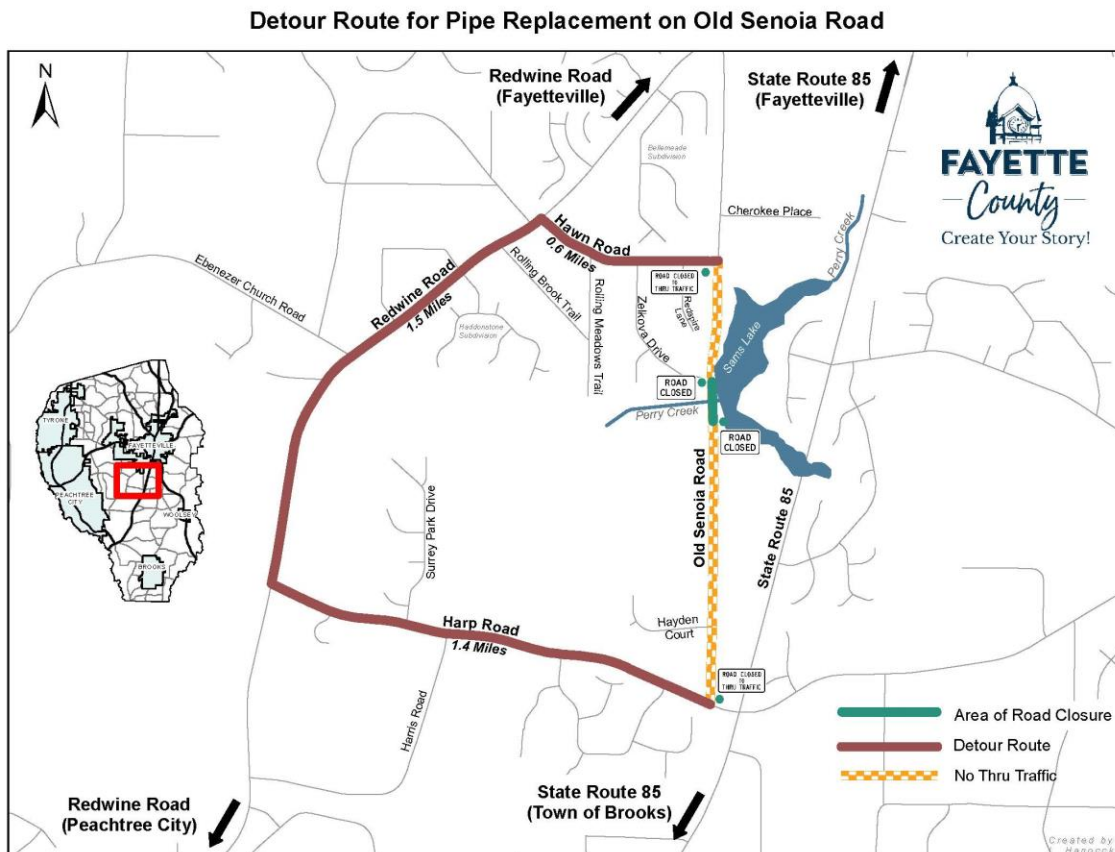 Detour Route for Pipe Replacement on Old Senoia Road
N
Redwine Road
(Fayetteville)
State Route 85
(Fayetteville)
FAYETTE
County
Create Your Story!
Bellemeade
Subdivision
Cherokee Place
Perry Creek
Hawn Road
0.6 Miles
ROAD CLOSED
TO
THRU TRAFFIC
Ebenezer Church Road
Redwine Road
1.5 Miles
Rolling Brook Trail
Rolling Meadows Trail
Zelkova Drive
Redspire
Lane
Sams Lake
Haddonstone
Subdivision
ROAD
CLOSED
Perry Creek
ROAD
CLOSED
TYRONE
FAYETTEVILLE
PEACHTREE
CITY
WOOLSEY
BROOKS
Surrey Park Drive
Old Senoia Road
State Route 85
Hayden
Court
Harp Road
1.4 Miles
ROAD CLOSED
TO
THRU TRAFFIC
Harris Road
Area of Road Closure
Detour Route
No Thru Traffic
Redwine Road
(Peachtree City)
State Route 85
(Town of Brooks)
Created by